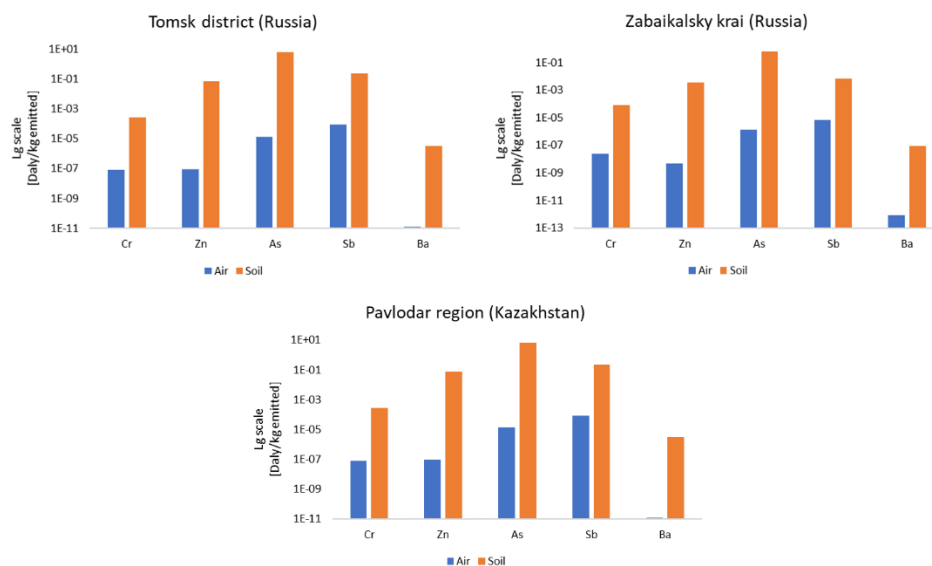 Tomsk district (Russia)
Lg scale
[Daly/kg emitted]
1E+01
1E-01
1E-03
1E-05
1E-07
1E-09
1E-11
Cr Zn As Sb Ba
Air Soil
Zabaikalsky krai (Russia)
Lg scale
[Daly/kg emitted]
1E-01
1E-03
1E-05
1E-07
1E-09
1E-11
1E-13
Cr Zn As Sb Ba
Air Soil
Pavlodar region (Kazakhstan)
Lg scale
[Daly/kg emitted]
1E+01
1E-01
1E-03
1E-05
1E-07
1E-09
1E-11
Cr Zn As Sb Ba
Air Soil